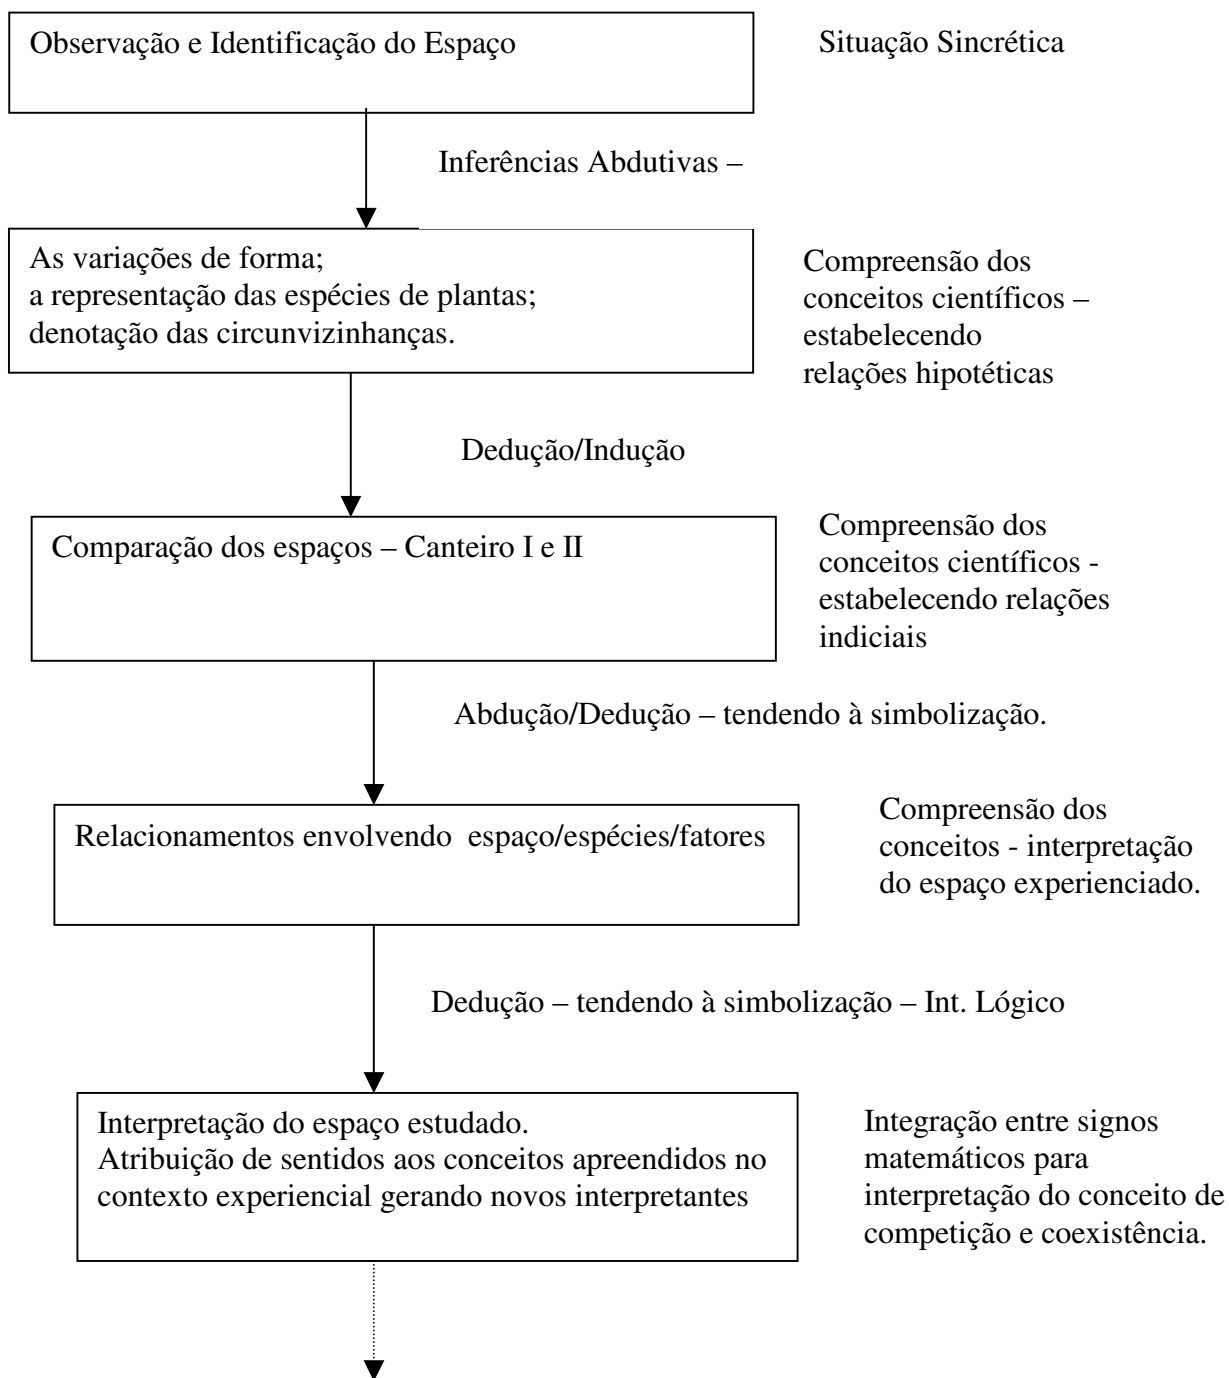 Observação e Identificação do Espaço
Situação Sincrética
Inferências Abdutivas –
As variações de forma;
a representação das espécies de plantas;
denotação das circunvizinhanças.
Compreensão dos
conceitos científicos –
estabelecendo
relações hipotéticas
Dedução/Indução
Comparação dos espaços – Canteiro I e II
Compreensão dos
conceitos científicos -
estabelecendo relações
indiciais
Abdução/Dedução – tendendo à simbolização.
Relacionamentos envolvendo  espaço/espécies/fatores
Compreensão dos
conceitos - interpretação
do espaço experienciado.
Dedução – tendendo à simbolização – Int. Lógico
Interpretação do espaço estudado.
Atribuição de sentidos aos conceitos apreendidos no
contexto experiencial gerando novos interpretantes
Integração entre signos
matemáticos para
interpretação do conceito de
competição e coexistência.